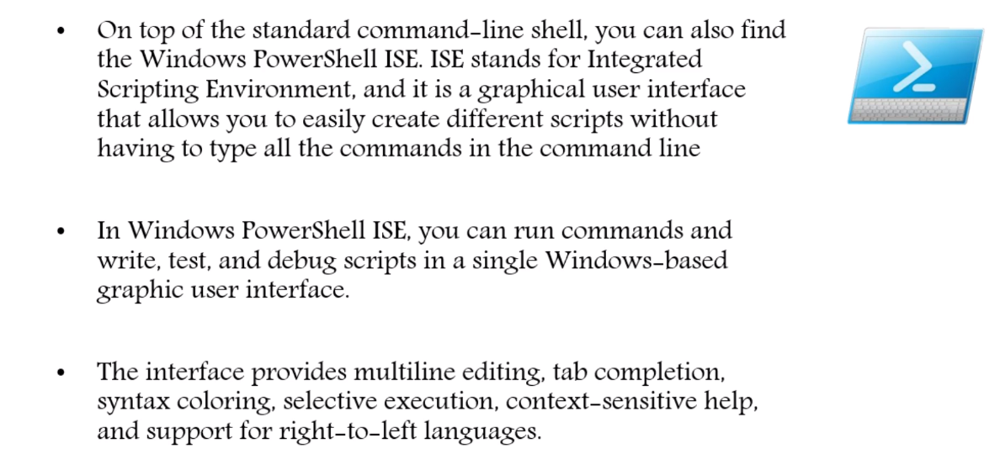 • On top of the standard command-line shell, you can also find
the Windows PowerShell ISE. ISE stands for Integrated
Scripting Environment, and it is a graphical user interface
that allows you to easily create different scripts without
having to type all the commands in the command line
• In Windows PowerShell ISE, you can run commands and
write, test, and debug scripts in a single Windows-based
graphic user interface.
• The interface provides multiline editing, tab completion,
syntax coloring, selective execution, context-sensitive help,
and support for right-to-left languages.